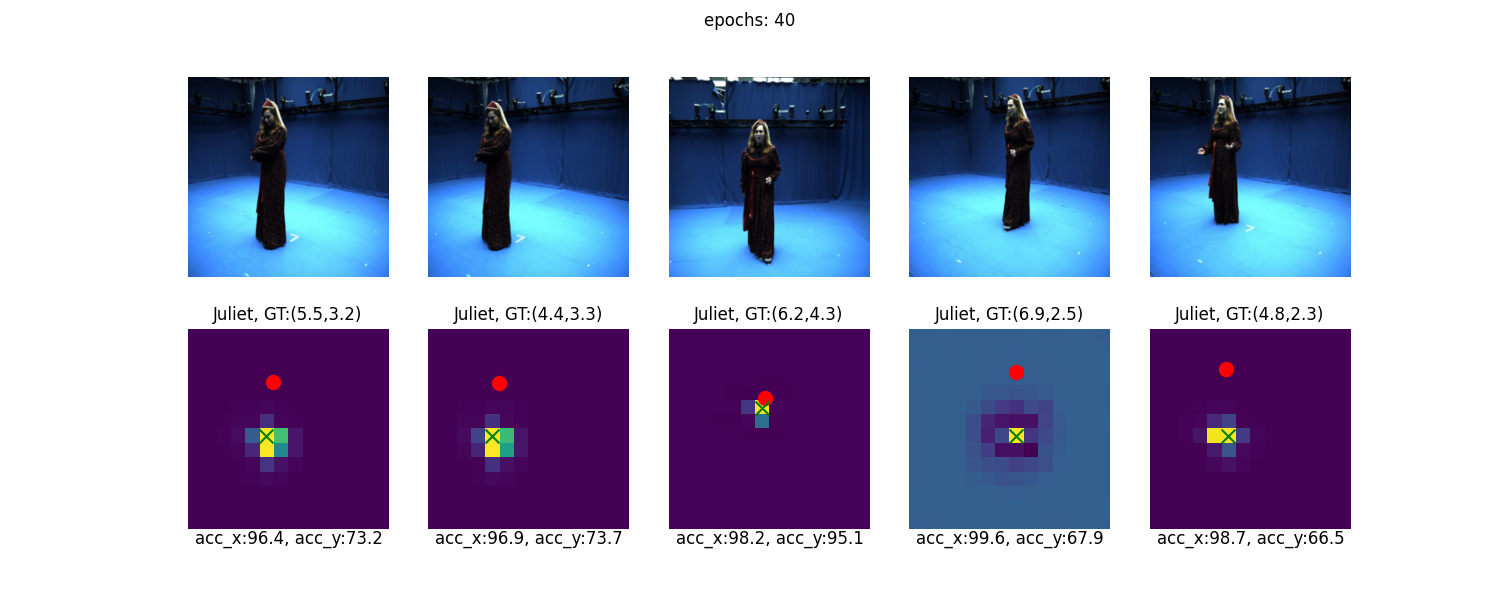 epochs: 40
Juliet, GT:(5.5,3.2)
Juliet, GT:(4.4,3.3)
Juliet, GT:(6.2,4.3)
Juliet, GT:(6.9,2.5)
Juliet, GT:(4.8,2.3)
acc_x:96.4, acc_y:73.2
acc_x:96.9, acc_y:73.7
acc_x:98.2, acc_y:95.1
acc_x:99.6, acc_y:67.9
acc_x:98.7, acc_y:66.5